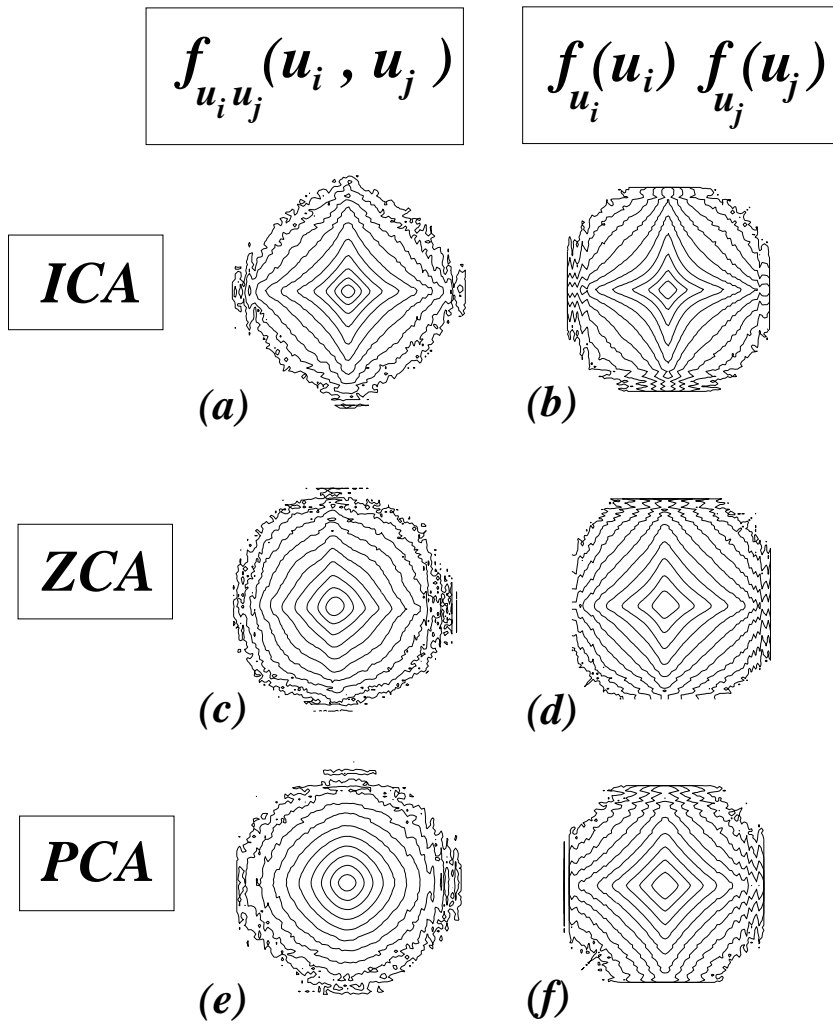 f_{u_i u_j}(u_i , u_j ) f_{u_i}(u_i) f_{u_j}(u_j)
ICA
(a) (b)
ZCA
(c) (d)
PCA
(e) (f)